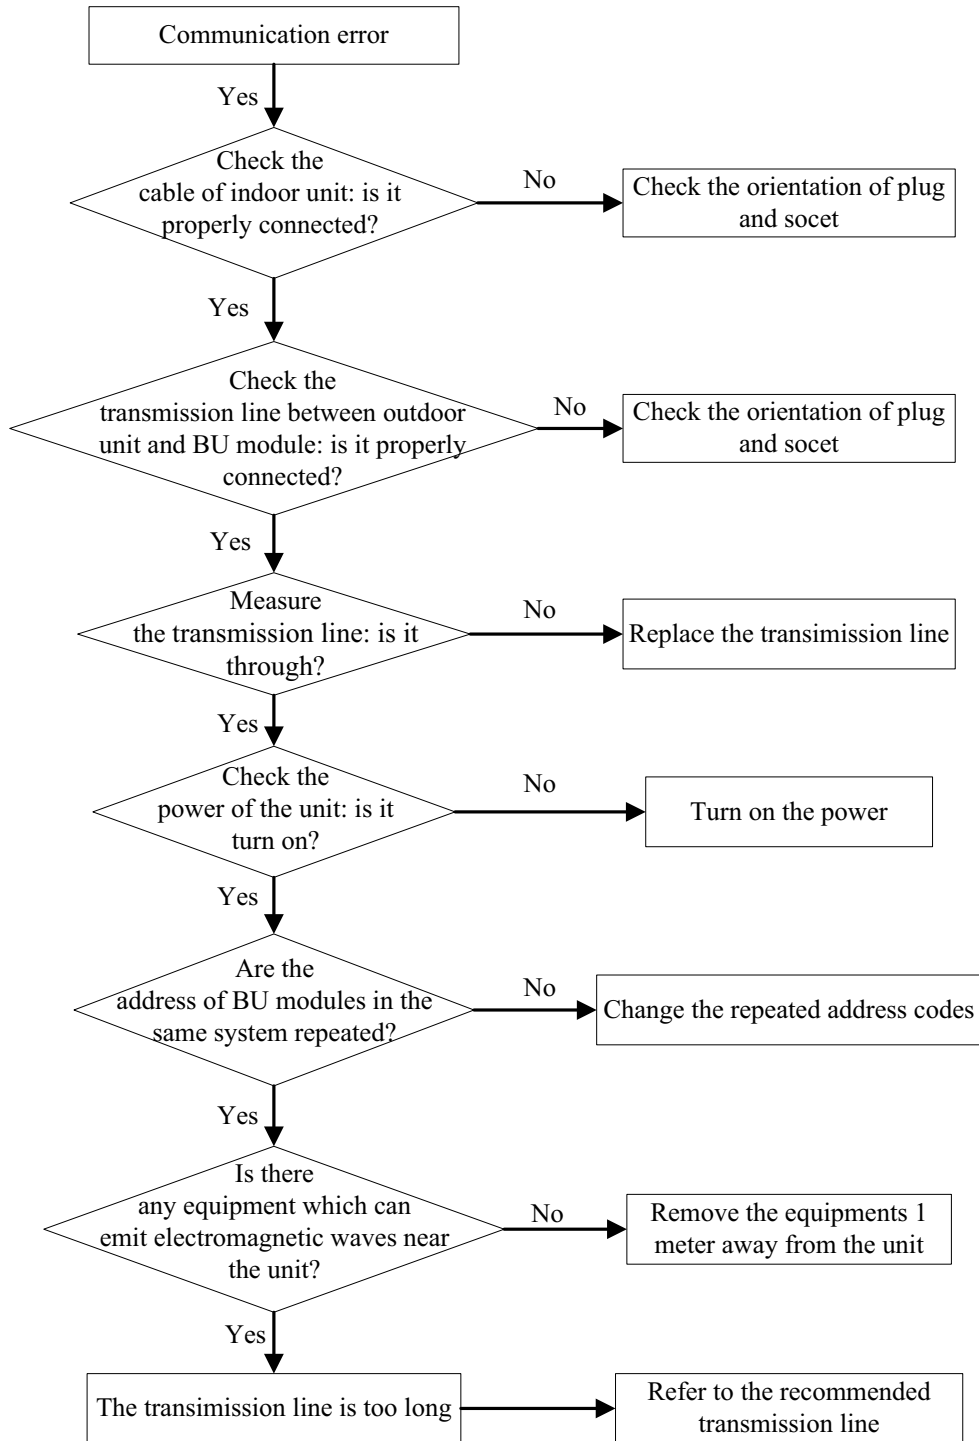 Communication error
Yes
Check the
cable of indoor unit: is it
properly connected?
No
Check the orientation of plug
and socet
Yes
Check the
transmission line between outdoor
unit and BU module: is it properly
connected?
No
Check the orientation of plug
and socet
Yes
Measure
the transmission line: is it
through?
No
Replace the transimission line
Yes
Check the
power of the unit: is it
turn on?
No
Turn on the power
Yes
Are the
address of BU modules in the
same system repeated?
No
Change the repeated address codes
Yes
Is there
any equipment which can
emit electromagnetic waves near
the unit?
No
Remove the equipments 1
meter away from the unit
Yes
The transimission line is too long
Refer to the recommended
transmission line